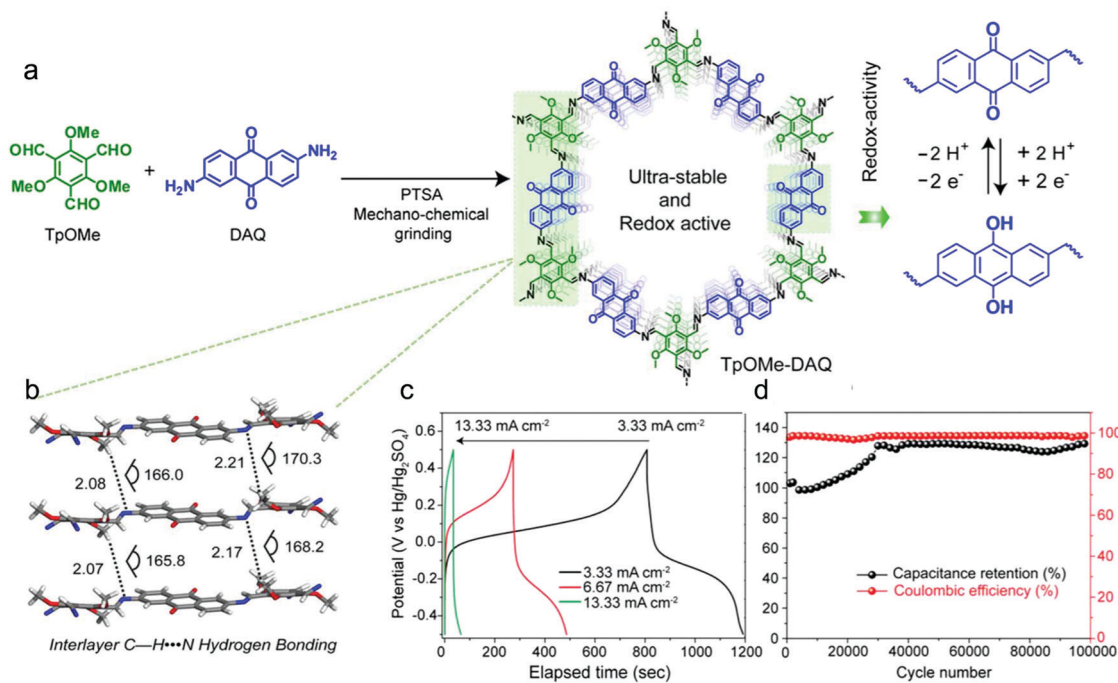 a
OMe
CHO
CHO
MeO
OMe
CHO
TpOMe
+
O
NH2
H2N
O
DAQ
PTSA
Mechano-chemical
grinding
Ultra-stable
and
Redox active
TpOMe-DAQ
Redox-activity
O
O
−2 H+
−2 e-
+ 2 H+
+ 2 e-
OH
OH
b
2.08
166.0
2.21
170.3
2.07
165.8
2.17
168.2
Interlayer C—H•••N Hydrogen Bonding
c
13.33 mA cm-2
3.33 mA cm-2
Potential (V vs Hg/Hg2SO4)
0.4
0.2
0.0
-0.2
-0.4
3.33 mA cm-2
6.67 mA cm-2
13.33 mA cm-2
0 200 400 600 800 1000 1200
Elapsed time (sec)
d
140
120
100
80
60
40
20
0
100
80
60
40
20
0
Capacitance retention (%)
Coulombic efficiency (%)
0 20000 40000 60000 80000 100000
Cycle number